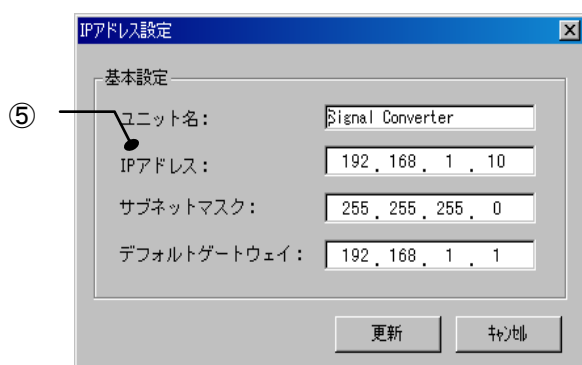 IPアドレス設定
基本設定
⑤
ユニット名: Signal Converter
IPアドレス: 192.168.1.10
サブネットマスク: 255.255.255.0
デフォルトゲートウェイ: 192.168.1.1
更新 ｷｬﾝｾﾙ